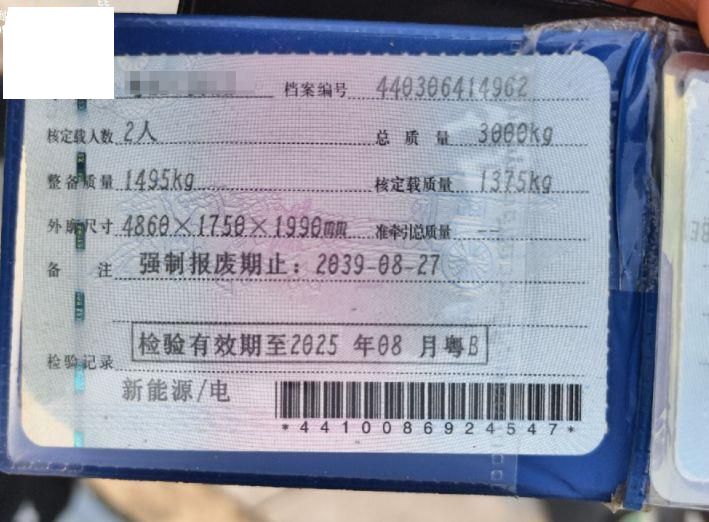 档案编号 440306414962
核定载人数 2人 总质量 3000kg
整备质量 1495kg 核定载质量 1375kg
外廓尺寸 4860×1750×1990mm 准牵引总质量 --
备注 强制报废期止：2039-08-27
检验记录 检验有效期至2025 年08 月粤B
新能源/电
*4410086924547*